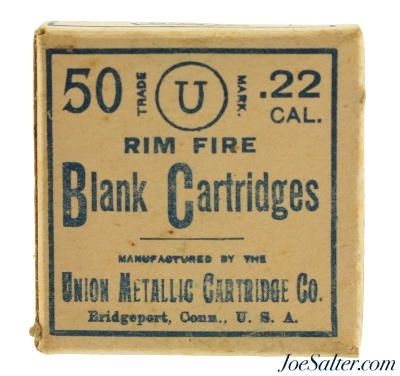 50 TRADE U MARK. .22
CAL.
RIM FIRE
Blank Cartridges
MANUFACTURED BY THE
UNION METALLIC CARTRIDGE CO.
Bridgeport, Conn., U. S. A.
JoeSalter.com